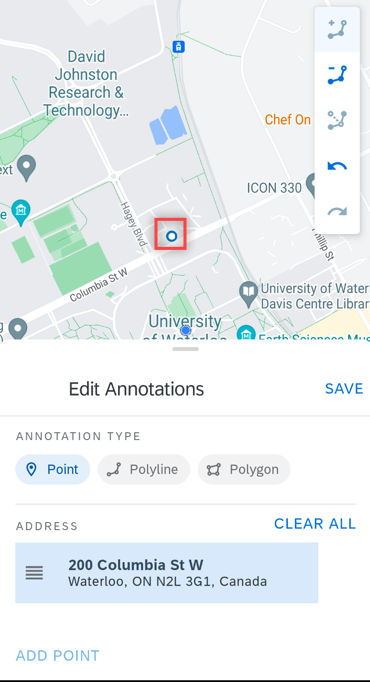 David
Johnston
Research &
Technology...
Chef On
ext
ICON 330
e
Hagey Blvd
Phillip St
Columbia St W
University of Water
Davis Centre Librar
University
of Waterloo
Earth Sciences Mus
g
Edit Annotations
SAVE
ANNOTATION TYPE
Point
Polyline
Polygon
ADDRESS
CLEAR ALL
200 Columbia St W
Waterloo, ON N2L 3G1, Canada
ADD POINT